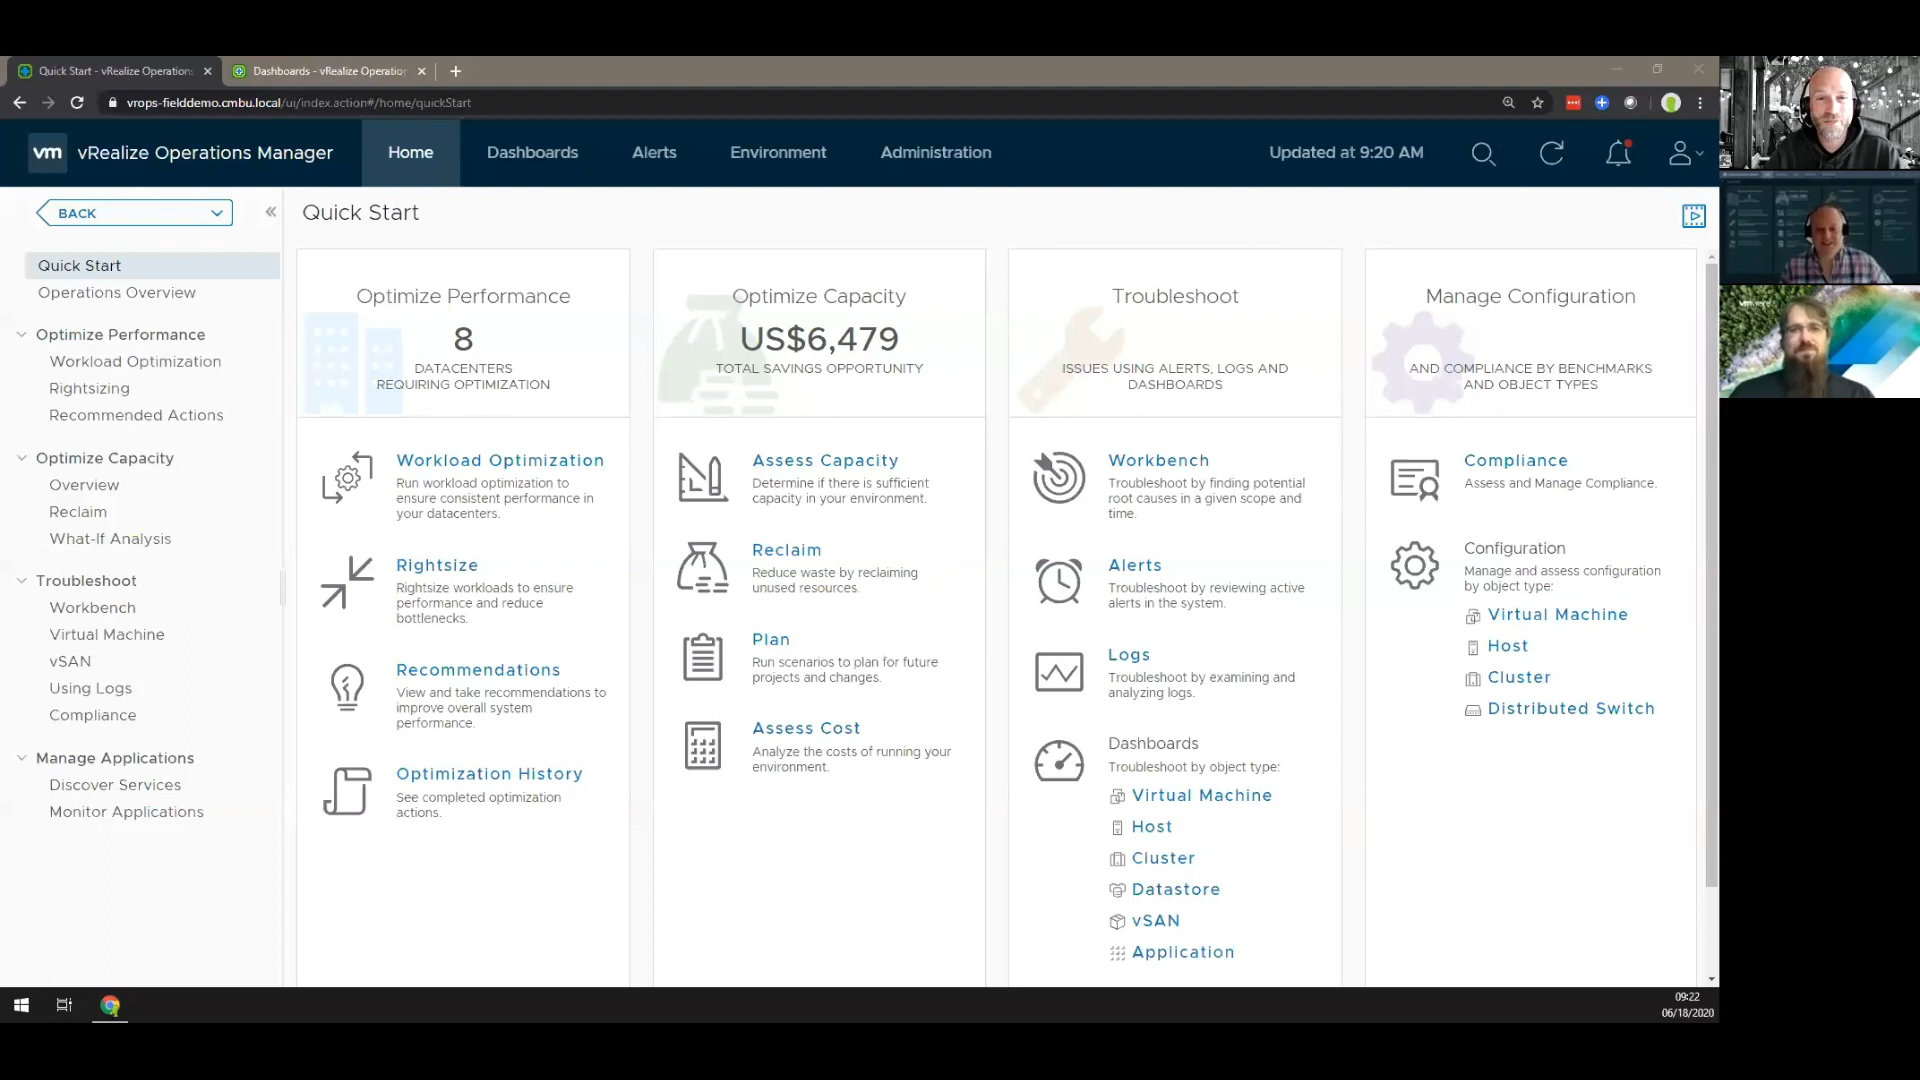 Quick Start - vRealize Operations
Dashboards - vRealize Operatior
vrops-fielddemo.cmbu.local/ui/index.action#/home/quickStart
vm vRealize Operations Manager
Home
Dashboards
Alerts
Environment
Administration
Updated at 9:20 AM
BACK
Quick Start
Operations Overview
Optimize Performance
Workload Optimization
Rightsizing
Recommended Actions
Optimize Capacity
Overview
Reclaim
What-If Analysis
Troubleshoot
Workbench
Virtual Machine
vSAN
Using Logs
Compliance
Manage Applications
Discover Services
Monitor Applications
Quick Start
Optimize Performance
8
DATACENTERS
REQUIRING OPTIMIZATION
Workload Optimization
Run workload optimization to
ensure consistent performance in
your datacenters.
Rightsize
Rightsize workloads to ensure
performance and reduce
bottlenecks.
Recommendations
View and take recommendations to
improve overall system
performance.
Optimization History
See completed optimization
actions.
Optimize Capacity
US$6,479
TOTAL SAVINGS OPPORTUNITY
Assess Capacity
Determine if there is sufficient
capacity in your environment.
Reclaim
Reduce waste by reclaiming
unused resources.
Plan
Run scenarios to plan for future
projects and changes.
Assess Cost
Analyze the costs of running your
environment.
Troubleshoot
ISSUES USING ALERTS, LOGS AND
DASHBOARDS
Workbench
Troubleshoot by finding potential
root causes in a given scope and
time.
Alerts
Troubleshoot by reviewing active
alerts in the system.
Logs
Troubleshoot by examining and
analyzing logs.
Dashboards
Troubleshoot by object type:
Virtual Machine
Host
Cluster
Datastore
vSAN
Application
Manage Configuration
AND COMPLIANCE BY BENCHMARKS
AND OBJECT TYPES
Compliance
Assess and Manage Compliance.
Configuration
Manage and assess configuration
by object type:
Virtual Machine
Host
Cluster
Distributed Switch
09:22
06/18/2020